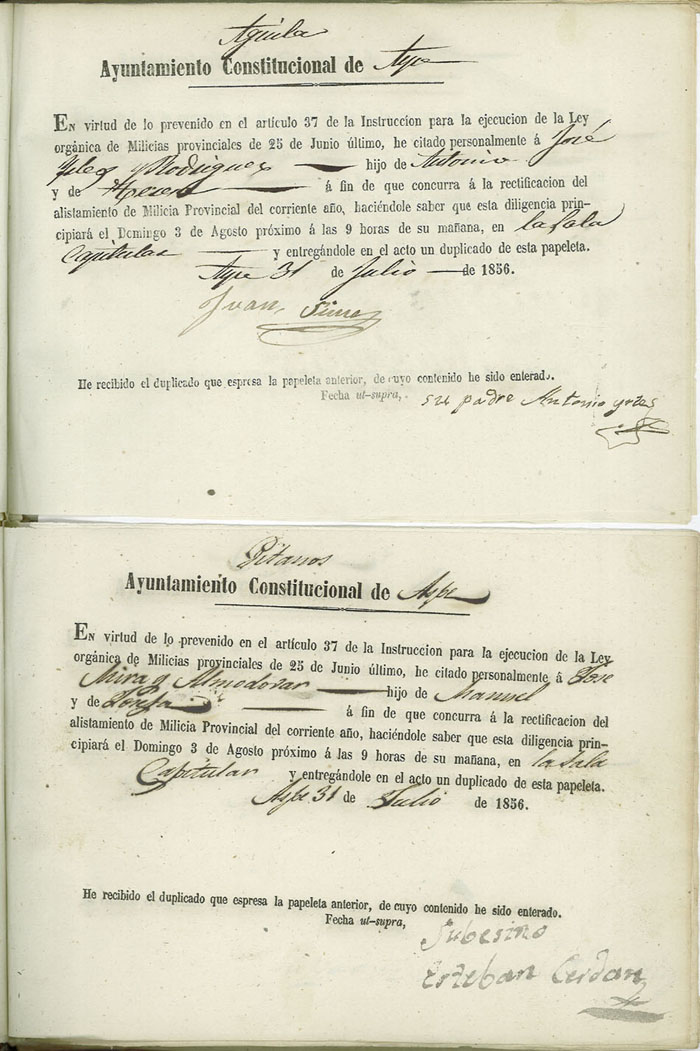 Aguila
Ayuntamiento Constitucional de Aspe
En virtud de lo prevenido en el artículo 37 de la Instruccion para la ejecucion de la Ley
orgánica de Milicias provinciales de 25 de Junio último, he citado personalmente á José
y Rodriguez hijo de Antonio
y de á fin de que concurra á la rectificacion del
alistamiento de Milicia Provincial del corriente año, haciéndole saber que esta diligencia prin-
cipiará el Domingo 3 de Agosto próximo á las 9 horas de su mañana, en la Sala
Capitular y entregándole en el acto un duplicado de esta papeleta.
Aspe 31 de Julio de 1856.
Juan
He recibido el duplicado que espresa la papeleta anterior, de cuyo contenido he sido enterado.
Fecha ut-supra,
su padre Antonio
Gitanos
Ayuntamiento Constitucional de Aspe
En virtud de lo prevenido en el artículo 37 de la Instruccion para la ejecucion de la Ley
orgánica de Milicias provinciales de 25 de Junio último, he citado personalmente á Jose
Mira y Almodovar hijo de Manuel
y de Josefa á fin de que concurra á la rectificacion del
alistamiento de Milicia Provincial del corriente año, haciéndole saber que esta diligencia prin-
cipiará el Domingo 3 de Agosto próximo á las 9 horas de su mañana, en la Sala
Capitular y entregándole en el acto un duplicado de esta papeleta.
Aspe 31 de Julio de 1856.
He recibido el duplicado que espresa la papeleta anterior, de cuyo contenido he sido enterado.
Fecha ut-supra,
Subesino
Esteban Cerdan